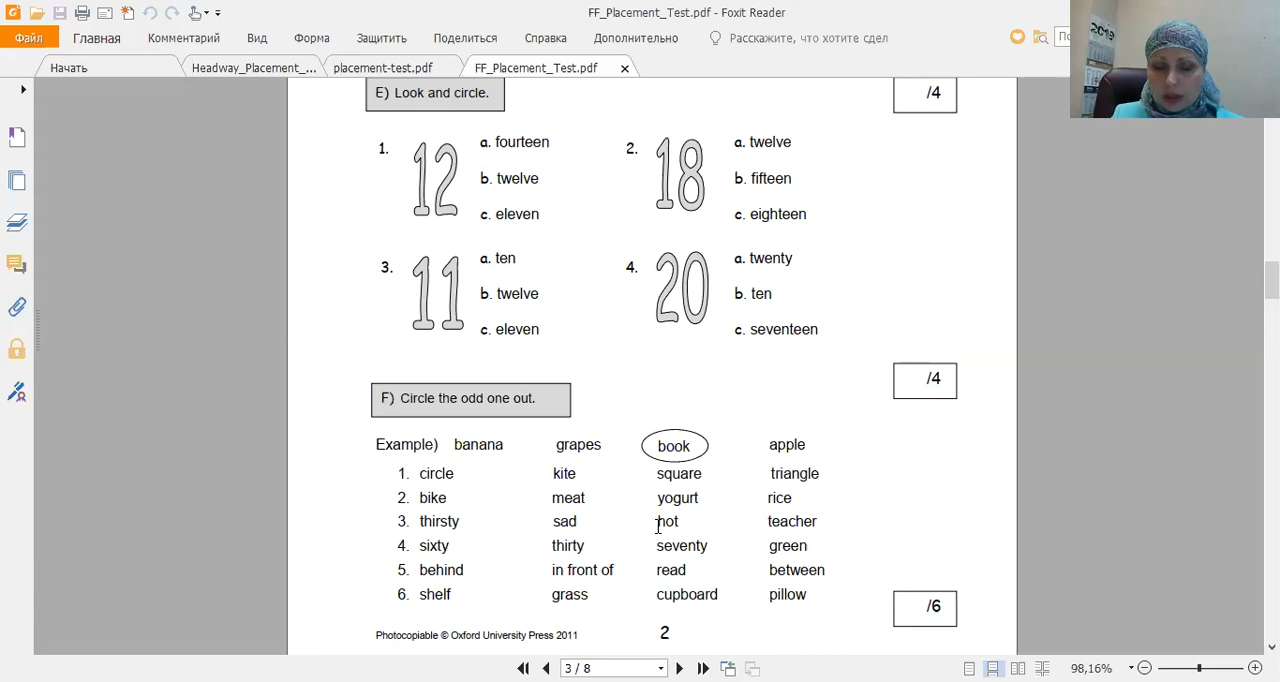 FF_Placement_Test.pdf - Foxit Reader
Файл Главная Комментарий Вид Форма Защитить Поделиться Справка Дополнительно Расскажите, что хотите сделать
Начать Headway_Placement_... placement-test.pdf FF_Placement_Test.pdf
E) Look and circle. /4
1. 12 a. fourteen
b. twelve
c. eleven
2. 18 a. twelve
b. fifteen
c. eighteen
3. 11 a. ten
b. twelve
c. eleven
4. 20 a. twenty
b. ten
c. seventeen
/4
F) Circle the odd one out.
Example) banana grapes book apple
1. circle kite square triangle
2. bike meat yogurt rice
3. thirsty sad hot teacher
4. sixty thirty seventy green
5. behind in front of read between
6. shelf grass cupboard pillow
/6
Photocopiable © Oxford University Press 2011 2
3 / 8 98,16%